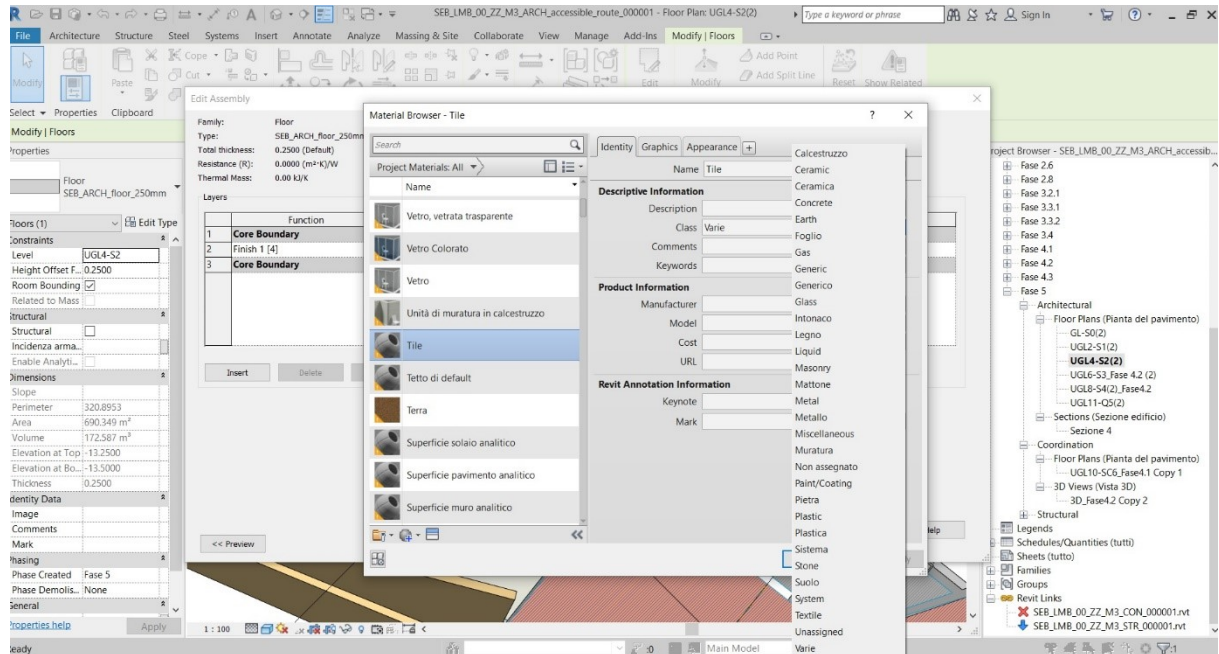 SEB_LMB_00_ZZ_M3_ARCH_accessible_route_000001 - Floor Plan: UGL4-S2(2)
Type a keyword or phrase
Sign In
File Architecture Structure Steel Systems Insert Annotate Analyze Massing & Site Collaborate View Manage Add-Ins Modify | Floors
Modify
Paste
Cope
Cut
Edit
Modify
Add Point
Add Split Line
Reset
Show Related
Select Properties Clipboard
Modify | Floors
Properties
Floor
SEB_ARCH_floor_250mm
Floors (1) Edit Type
Constraints
Level UGL4-S2
Height Offset F... 0.2500
Room Bounding
Related to Mass
Structural
Structural
Incidenza arma...
Enable Analyti...
Dimensions
Slope
Perimeter 320.8953
Area 690.349 m²
Volume 172.587 m³
Elevation at Top -13.2500
Elevation at Bo... -13.5000
Thickness 0.2500
Identity Data
Image
Comments
Mark
Phasing
Phase Created Fase 5
Phase Demolis... None
General
Properties help Apply
Ready
Edit Assembly
Family: Floor
Type: SEB_ARCH_floor_250mm
Total thickness: 0.2500 (Default)
Resistance (R): 0.0000 (m²·K)/W
Thermal Mass: 0.00 kJ/K
Layers
Function
1 Core Boundary
2 Finish 1 [4]
3 Core Boundary
Insert Delete
<< Preview
Help
Material Browser - Tile
? ×
Search
Project Materials: All
Name
Vetro, vetrata trasparente
Vetro Colorato
Vetro
Unità di muratura in calcestruzzo
Tile
Tetto di default
Terra
Superficie solaio analitico
Superficie pavimento analitico
Superficie muro analitico
Identity Graphics Appearance +
Name Tile
Descriptive Information
Description
Class Varie
Comments
Keywords
Product Information
Manufacturer
Model
Cost
URL
Revit Annotation Information
Keynote
Mark
Calcestruzzo
Ceramic
Ceramica
Concrete
Earth
Foglio
Gas
Generic
Generico
Glass
Intonaco
Legno
Liquid
Masonry
Mattone
Metal
Metallo
Miscellaneous
Muratura
Non assegnato
Paint/Coating
Pietra
Plastic
Plastica
Sistema
Stone
Suolo
System
Textile
Unassigned
Varie
1 : 100
:0
Main Model
:1
Project Browser - SEB_LMB_00_ZZ_M3_ARCH_accessib...
Fase 2.6
Fase 2.8
Fase 3.2.1
Fase 3.3.1
Fase 3.3.2
Fase 3.4
Fase 4.1
Fase 4.2
Fase 4.3
Fase 5
Architectural
Floor Plans (Pianta del pavimento)
GL-S0(2)
UGL2-S1(2)
UGL4-S2(2)
UGL6-S3_Fase 4.2 (2)
UGL8-S4(2)_Fase4.2
UGL11-Q5(2)
Sections (Sezione edificio)
Sezione 4
Coordination
Floor Plans (Pianta del pavimento)
UGL10-SC6_Fase4.1 Copy 1
3D Views (Vista 3D)
3D_Fase4.2 Copy 2
Structural
Legends
Schedules/Quantities (tutti)
Sheets (tutto)
Families
Groups
Revit Links
SEB_LMB_00_ZZ_M3_CON_000001.rvt
SEB_LMB_00_ZZ_M3_STR_000001.rvt